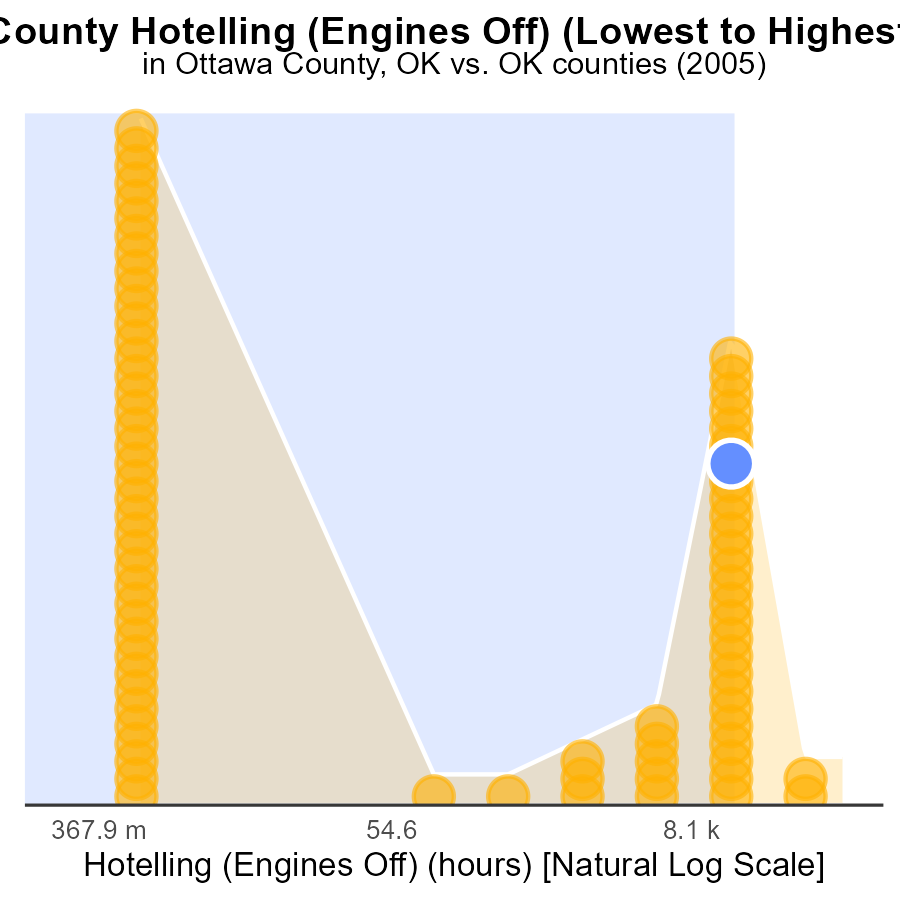 County Hotelling (Engines Off) (Lowest to Highest
in Ottawa County, OK vs. OK counties (2005)
367.9 m 54.6 8.1 k
Hotelling (Engines Off) (hours) [Natural Log Scale]